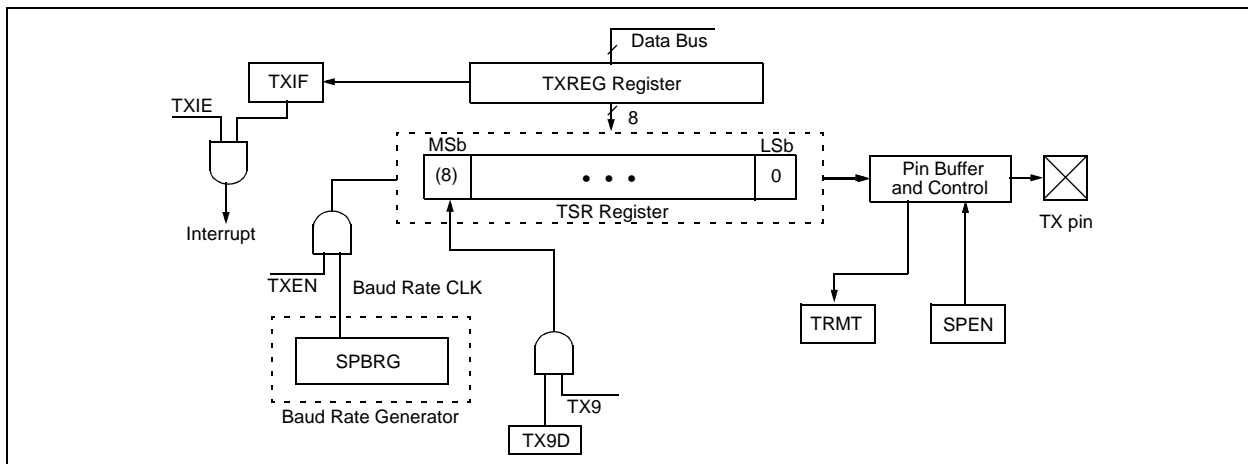 Data Bus
TXIF
TXREG Register
TXIE
8
MSb
LSb
(8)
• • •
0
TSR Register
Pin Buffer
and Control
TX pin
Interrupt
TXEN
Baud Rate CLK
TRMT
SPEN
SPBRG
Baud Rate Generator
TX9
TX9D